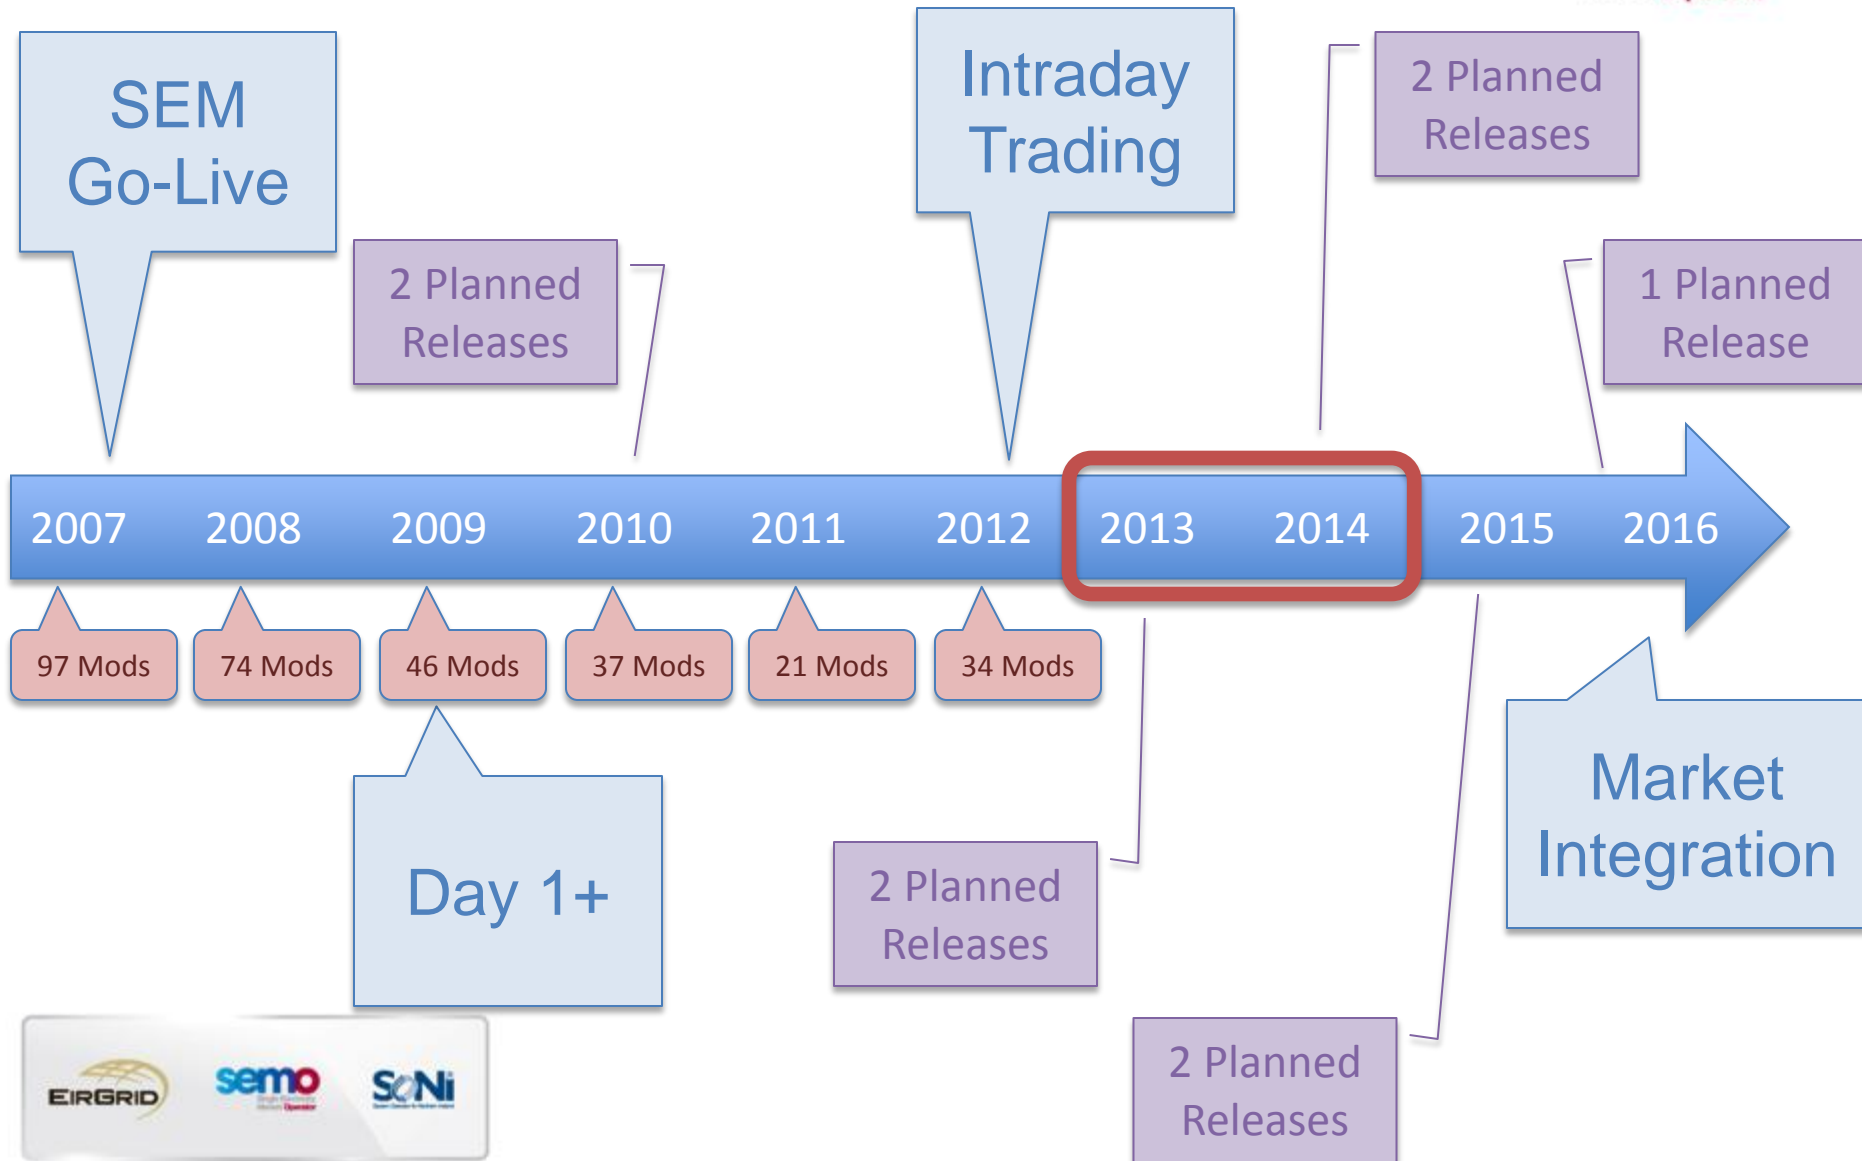 SEM
Go-Live
Intraday
Trading
2 Planned
Releases
2 Planned
Releases
1 Planned
Release
2007 2008 2009 2010 2011 2012 2013 2014 2015 2016
97 Mods 74 Mods 46 Mods 37 Mods 21 Mods 34 Mods
Day 1+
2 Planned
Releases
Market
Integration
2 Planned
Releases
EIRGRID
semo
SONi